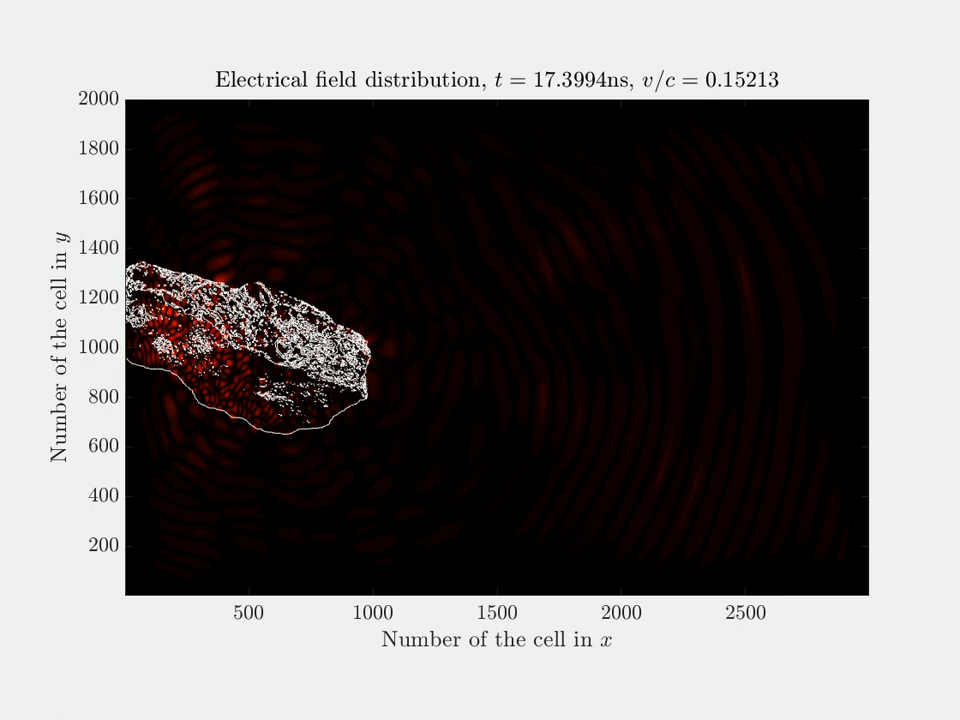 Electrical field distribution, t = 17.3994ns, v/c = 0.15213
2000
1800
1600
1400
1200
1000
800
600
400
200
Number of the cell in y
500 1000 1500 2000 2500
Number of the cell in x